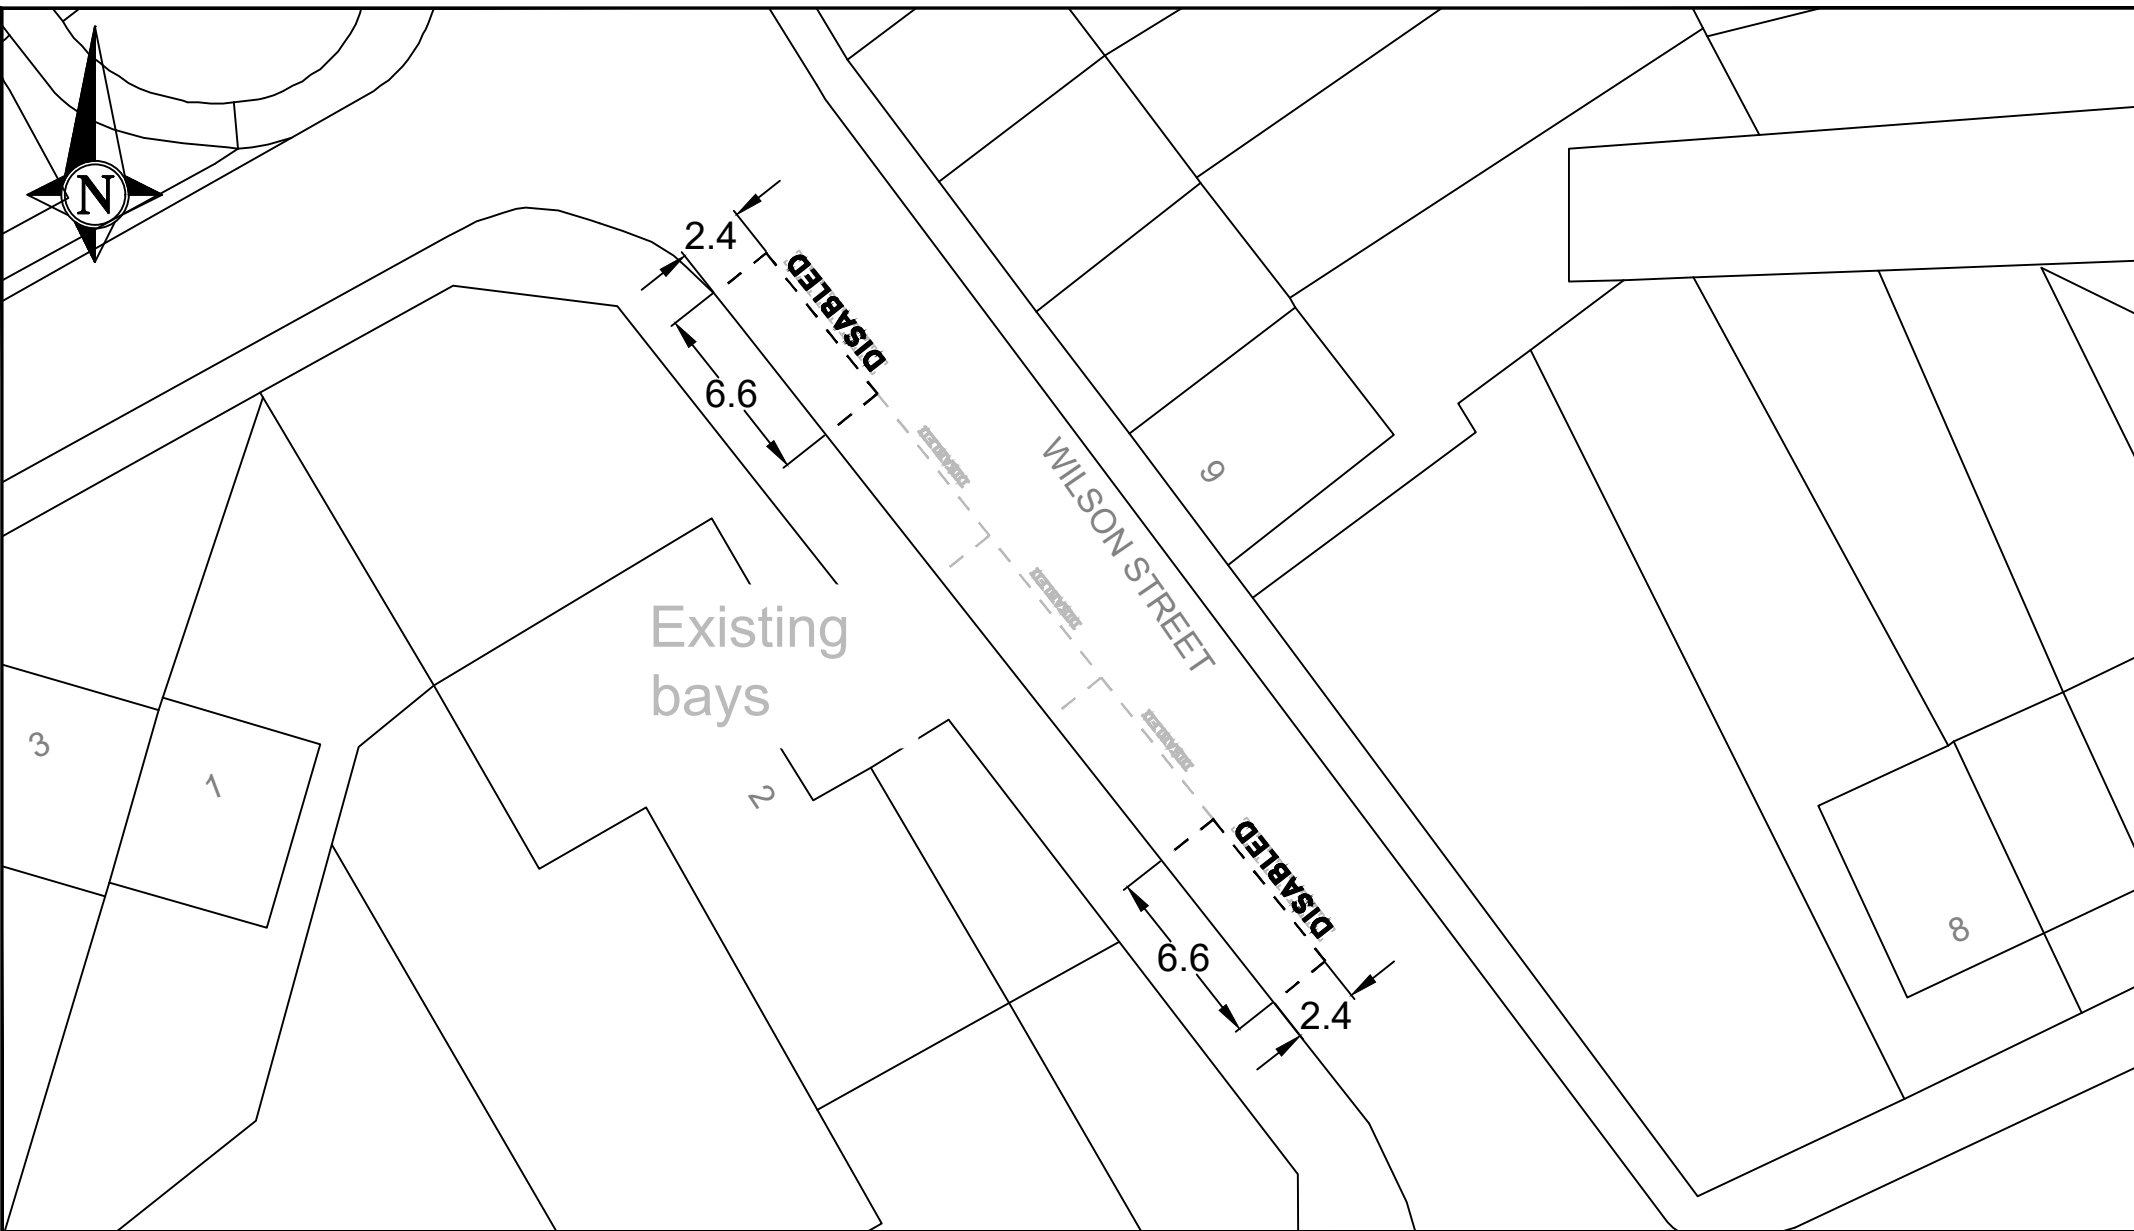 N
2.4
DISABLED
6.6
WILSON STREET
9
Existing
bays
3
1
2
DISABLED
6.6
2.4
8